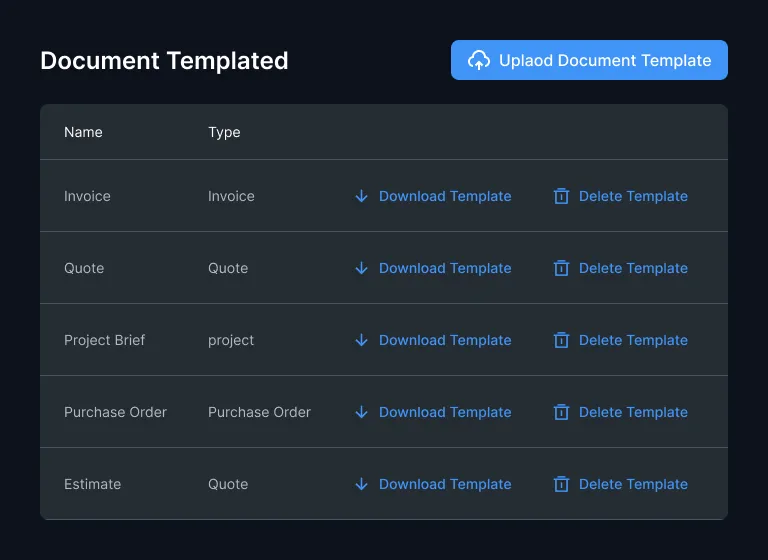 Document Templated
Uplaod Document Template
Name Type
Invoice Invoice Download Template Delete Template
Quote Quote Download Template Delete Template
Project Brief project Download Template Delete Template
Purchase Order Purchase Order Download Template Delete Template
Estimate Quote Download Template Delete Template